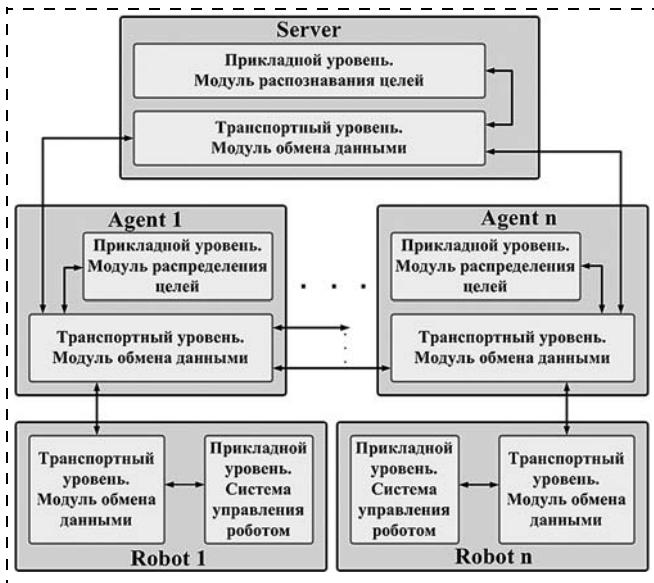 Server
Прикладной уровень.
Модуль распознавания целей
Транспортный уровень.
Модуль обмена данными
Agent 1
Прикладной уровень.
Модуль распределения
целей
Транспортный уровень.
Модуль обмена данными
. . .
Agent n
Прикладной уровень.
Модуль распределения
целей
Транспортный уровень.
Модуль обмена данными
Транспортный
уровень.
Модуль обмена
данными
Прикладной
уровень.
Система
управления
роботом
Robot 1
Прикладной
уровень.
Система
управления
роботом
Транспортный
уровень.
Модуль обмена
данными
Robot n